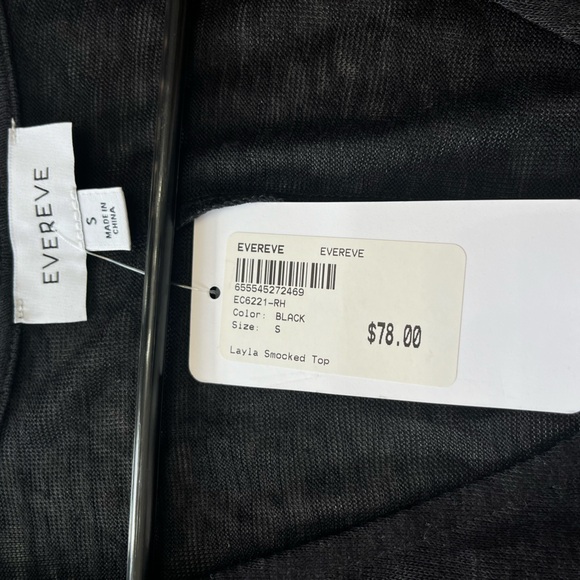 EVEREVE
S
MADE IN
CHINA
EVEREVE EVEREVE
655545272469
EC6221-RH
Color: BLACK
Size: S
$78.00
Layla Smocked Top